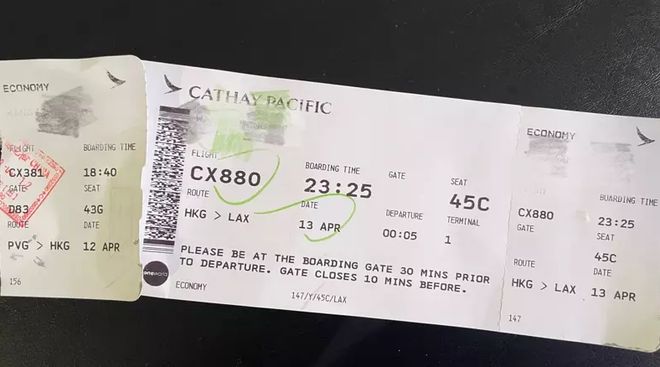 ECONOMY
FLIGHT BOARDING TIME
CX381 18:40
GATE SEAT
D83 43G
ROUTE DATE
PVG > HKG 12 APR
156
CATHAY PACIFIC
FLIGHT BOARDING TIME GATE SEAT
CX880 23:25 45C
ROUTE DATE DEPARTURE TERMINAL
HKG > LAX 13 APR 00:05 1
PLEASE BE AT THE BOARDING GATE 30 MINS PRIOR
TO DEPARTURE. GATE CLOSES 10 MINS BEFORE.
oneworld
ECONOMY 147/Y/45C/LAX
ECONOMY
FLIGHT BOARDING TIME
CX880 23:25
GATE SEAT
45C
ROUTE DATE
HKG > LAX 13 APR
147